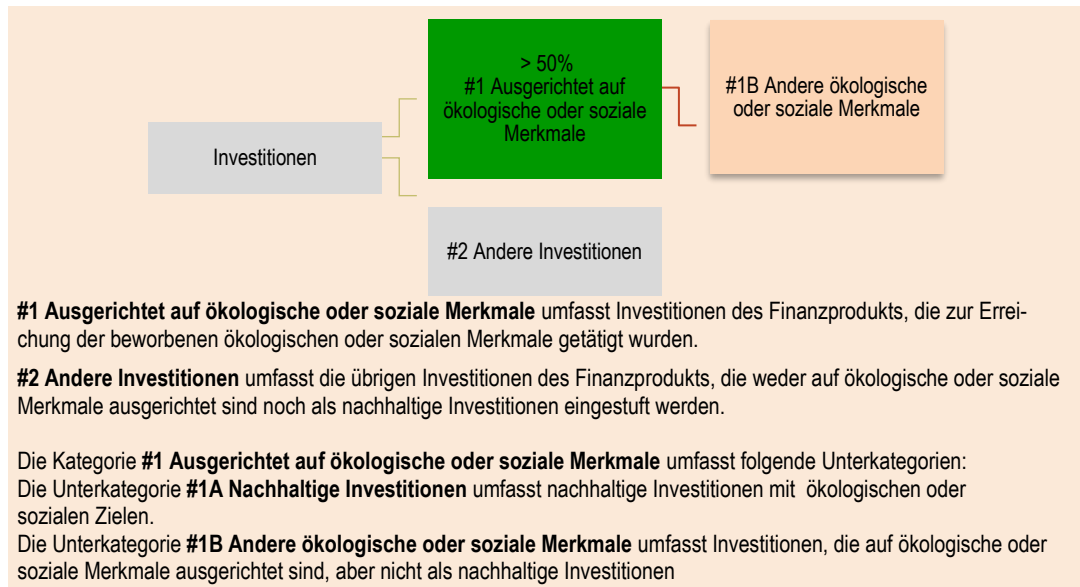 > 50%
#1 Ausgerichtet auf
ökologische oder soziale
Merkmale
#1B Andere ökologische
oder soziale Merkmale
Investitionen
#2 Andere Investitionen
#1 Ausgerichtet auf ökologische oder soziale Merkmale umfasst Investitionen des Finanzprodukts, die zur Errei-
chung der beworbenen ökologischen oder sozialen Merkmale getätigt wurden.
#2 Andere Investitionen umfasst die übrigen Investitionen des Finanzprodukts, die weder auf ökologische oder soziale
Merkmale ausgerichtet sind noch als nachhaltige Investitionen eingestuft werden.
Die Kategorie #1 Ausgerichtet auf ökologische oder soziale Merkmale umfasst folgende Unterkategorien:
Die Unterkategorie #1A Nachhaltige Investitionen umfasst nachhaltige Investitionen mit ökologischen oder
sozialen Zielen.
Die Unterkategorie #1B Andere ökologische oder soziale Merkmale umfasst Investitionen, die auf ökologische oder
soziale Merkmale ausgerichtet sind, aber nicht als nachhaltige Investitionen